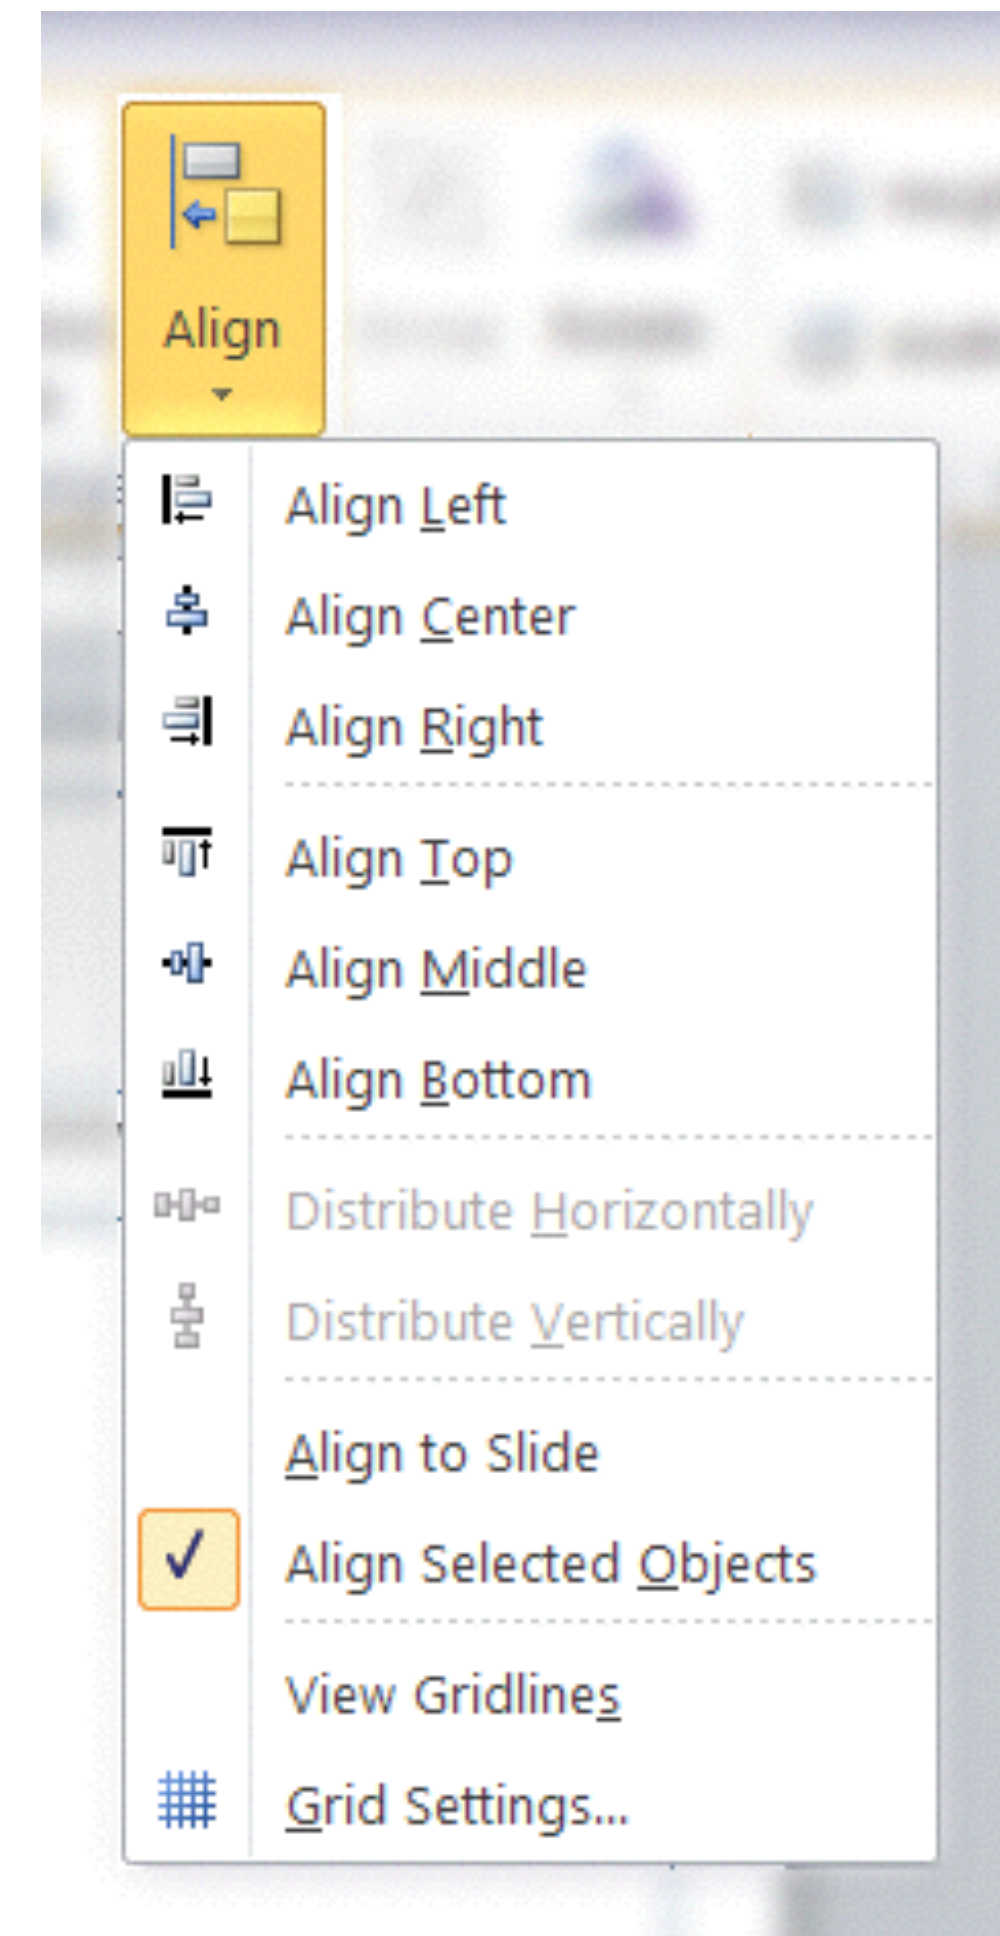 Align
Align Left
Align Center
Align Right
Align Top
Align Middle
Align Bottom
Distribute Horizontally
Distribute Vertically
Align to Slide
Align Selected Objects
View Gridlines
Grid Settings...